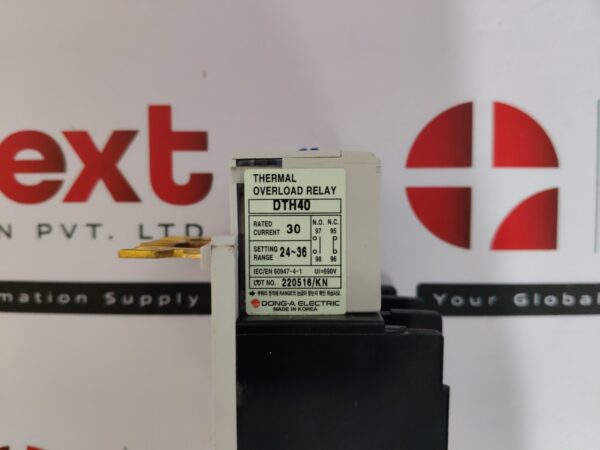 ext
N PVT. LTD
mation Supply
Your Global
THERMAL
OVERLOAD RELAY
DTH40
RATED CURRENT 30
N.O. N.C.
97 95
SETTING RANGE 24~36
98 96
IEC/EN 60947-4-1 Ui=690V
LOT NO. 220516/KN
DONG-A ELECTRIC
MADE IN KOREA